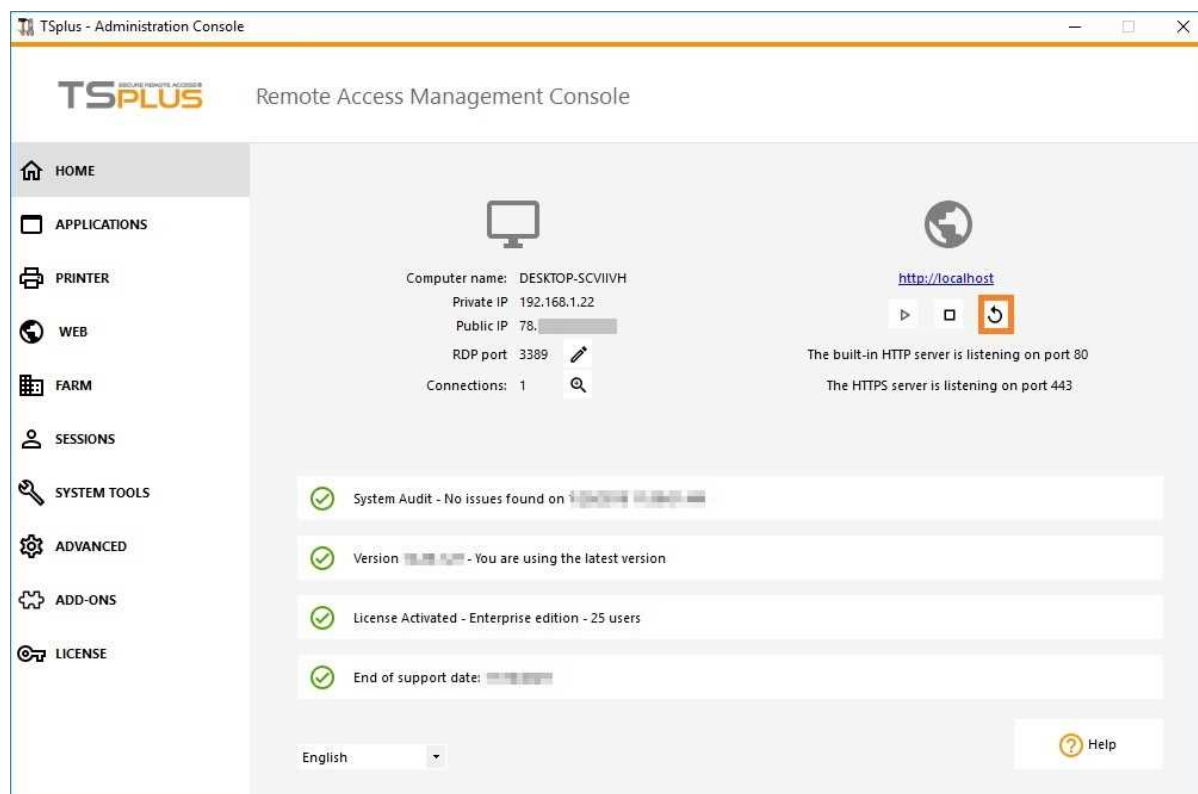 TSplus - Administration Console
SECURE REMOTE ACCESS
TSPLUS
Remote Access Management Console
HOME
APPLICATIONS
PRINTER
WEB
FARM
SESSIONS
SYSTEM TOOLS
ADVANCED
ADD-ONS
LICENSE
Computer name: DESKTOP-SCVIIVH
Private IP 192.168.1.22
Public IP 78.
RDP port 3389
Connections: 1
http://localhost
The built-in HTTP server is listening on port 80
The HTTPS server is listening on port 443
System Audit - No issues found on
Version - You are using the latest version
License Activated - Enterprise edition - 25 users
End of support date:
English
Help